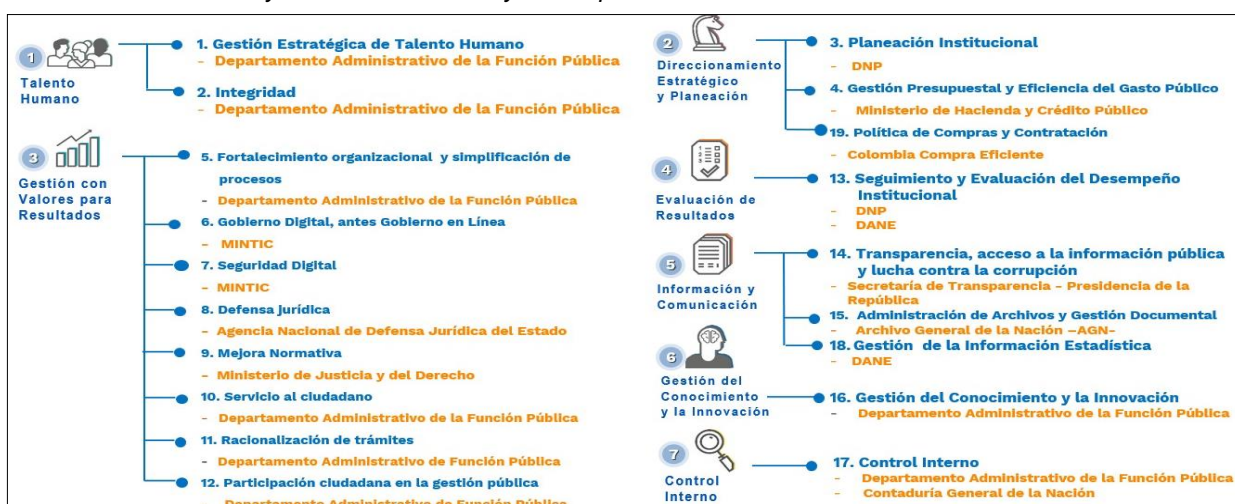 1
Talento
Humano
1. Gestión Estratégica de Talento Humano
- Departamento Administrativo de la Función Pública
2. Integridad
- Departamento Administrativo de la Función Pública
3
Gestión con
Valores para
Resultados
5. Fortalecimiento organizacional y simplificación de
procesos
- Departamento Administrativo de la Función Pública
6. Gobierno Digital, antes Gobierno en Línea
- MINTIC
7. Seguridad Digital
- MINTIC
8. Defensa jurídica
- Agencia Nacional de Defensa Jurídica del Estado
9. Mejora Normativa
- Ministerio de Justicia y del Derecho
10. Servicio al ciudadano
- Departamento Administrativo de la Función Pública
11. Racionalización de trámites
- Departamento Administrativo de Función Pública
12. Participación ciudadana en la gestión pública
Departamento Administrativo de Función Pública
2
Direccionamiento
Estratégico
y Planeación
3. Planeación Institucional
- DNP
4. Gestión Presupuestal y Eficiencia del Gasto Público
- Ministerio de Hacienda y Crédito Público
19. Política de Compras y Contratación
- Colombia Compra Eficiente
4
Evaluación de
Resultados
13. Seguimiento y Evaluación del Desempeño
Institucional
- DNP
- DANE
5
Información y
Comunicación
14. Transparencia, acceso a la información pública
y lucha contra la corrupción
- Secretaría de Transparencia - Presidencia de la
República
15. Administración de Archivos y Gestión Documental
- Archivo General de la Nación –AGN-
18. Gestión de la Información Estadística
- DANE
6
Gestión del
Conocimiento
y la Innovación
16. Gestión del Conocimiento y la Innovación
- Departamento Administrativo de la Función Pública
7
Control
Interno
17. Control Interno
- Departamento Administrativo de la Función Pública
- Contaduría General de la Nación